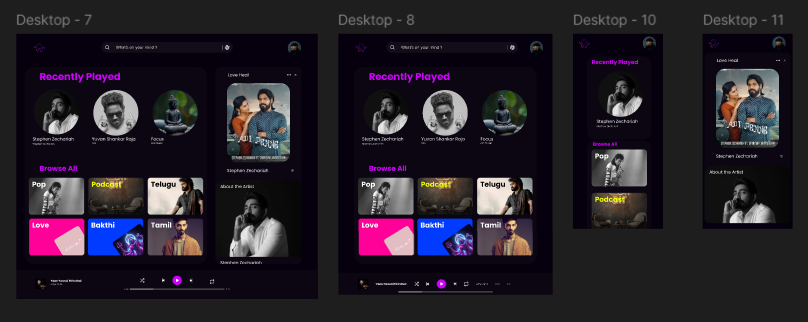 Desktop - 7
What's on your mind ?
Recently Played
Stephen Zechariah
Yuvan Shankar Raja
Focus
Browse All
Pop
Podcast
Telugu
Love
Bakthi
Tamil
Love Heal
Stephen Zechariah
About the Artist
Stephen Zechariah
Desktop - 8
What's on your mind ?
Recently Played
Stephen Zechariah
Yuvan Shankar Raja
Focus
Browse All
Pop
Podcast
Telugu
Love
Bakthi
Tamil
Desktop - 10
Recently Played
Stephen Zechariah
Browse All
Pop
Podcast
Desktop - 11
Love Heal
Stephen Zechariah
About the Artist